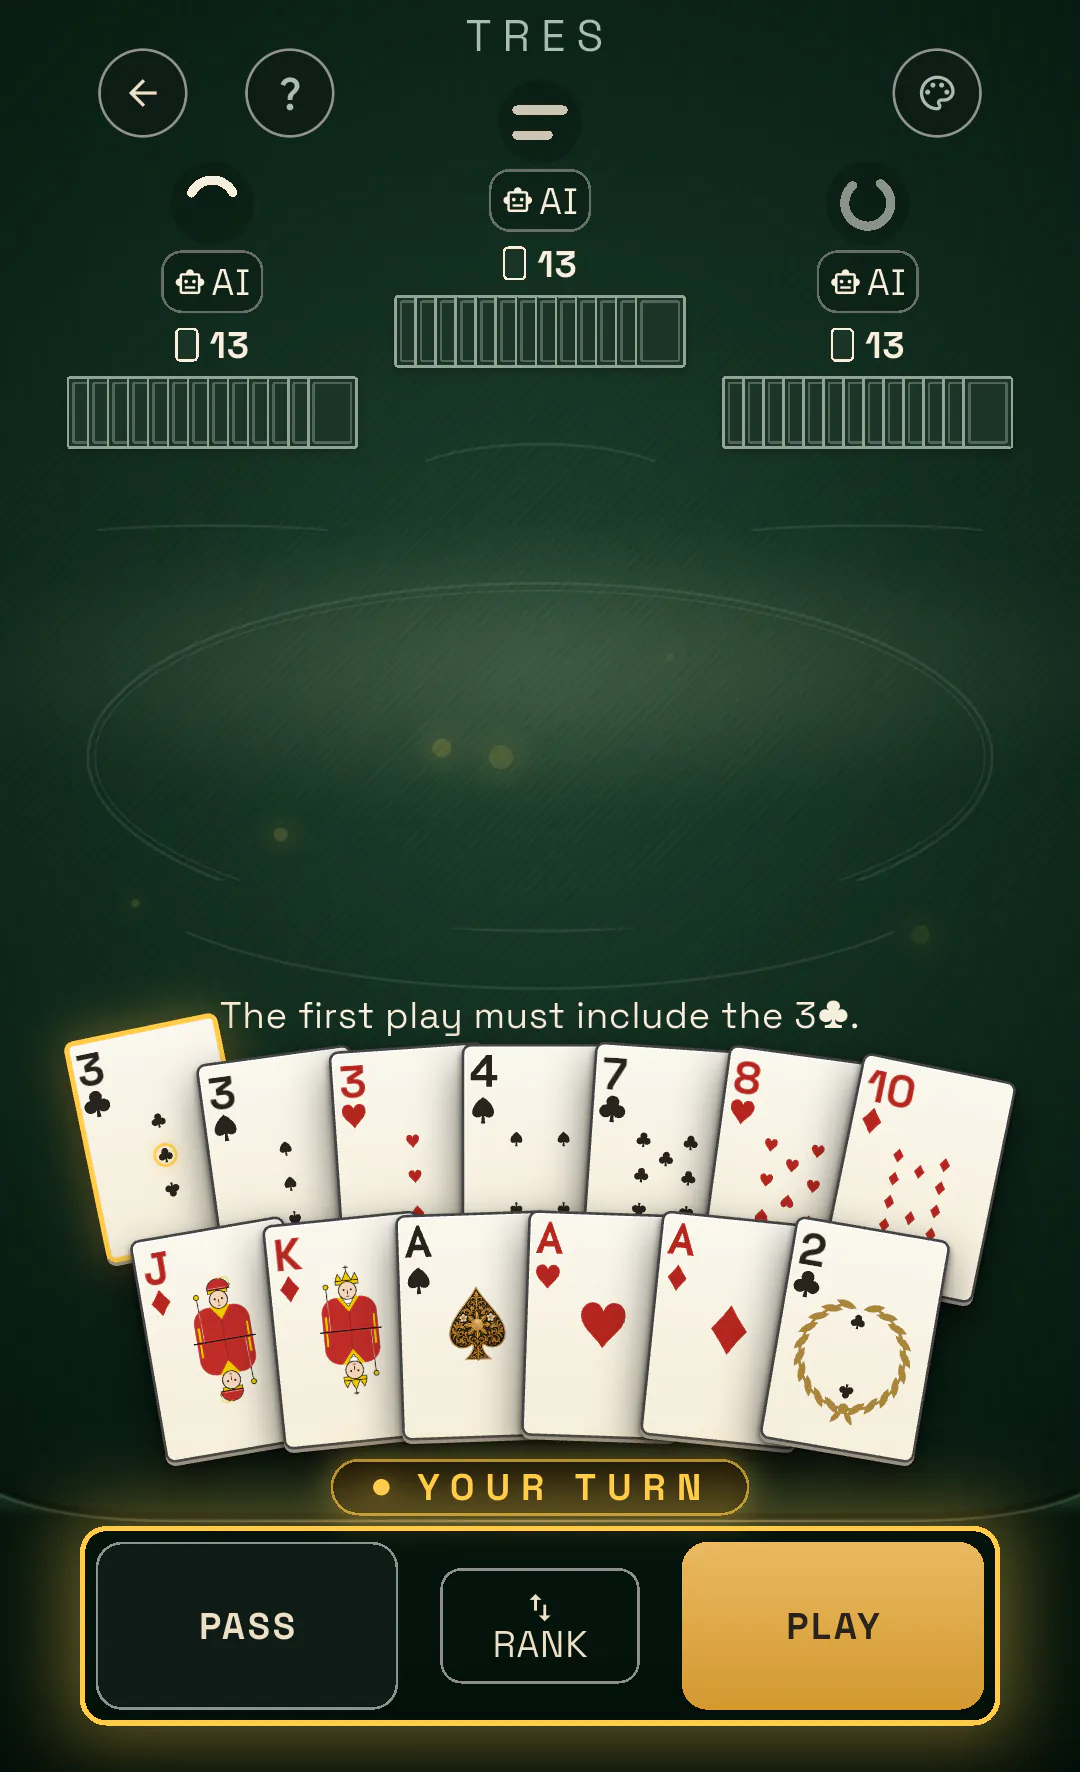 TRES
?
AI
13
AI
13
AI
13
The first play must include the 3♣.
3♣
3♠
3♥
4♠
7♣
8♥
10♦
J♦
K♦
A♠
A♥
A♦
2♣
YOUR TURN
PASS
RANK
PLAY